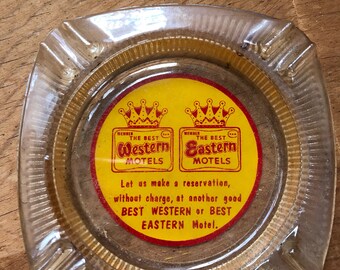 MEMBER
THE BEST
Western
MOTELS
MEMBER
THE BEST
Eastern
MOTELS
Let us make a reservation,
without charge, at another good
BEST WESTERN or BEST
EASTERN Motel.